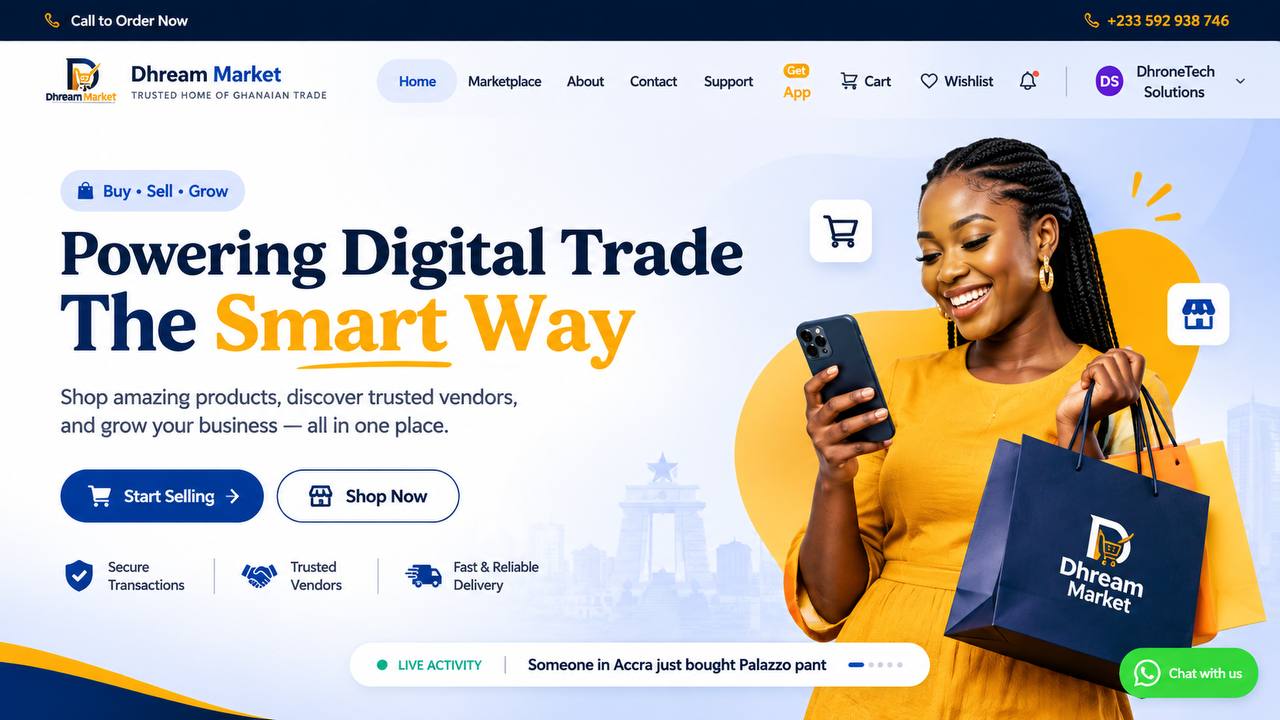 Call to Order Now
+233 592 938 746
Dhream Market
Dhream Market
TRUSTED HOME OF GHANAIAN TRADE
Home
Marketplace
About
Contact
Support
Get
App
Cart
Wishlist
DS
DhroneTech
Solutions
Buy • Sell • Grow
Powering Digital Trade
The Smart Way
Shop amazing products, discover trusted vendors,
and grow your business — all in one place.
Start Selling
Shop Now
Secure
Transactions
Trusted
Vendors
Fast & Reliable
Delivery
D
Dhream
Market
LIVE ACTIVITY
Someone in Accra just bought Palazzo pant
Chat with us